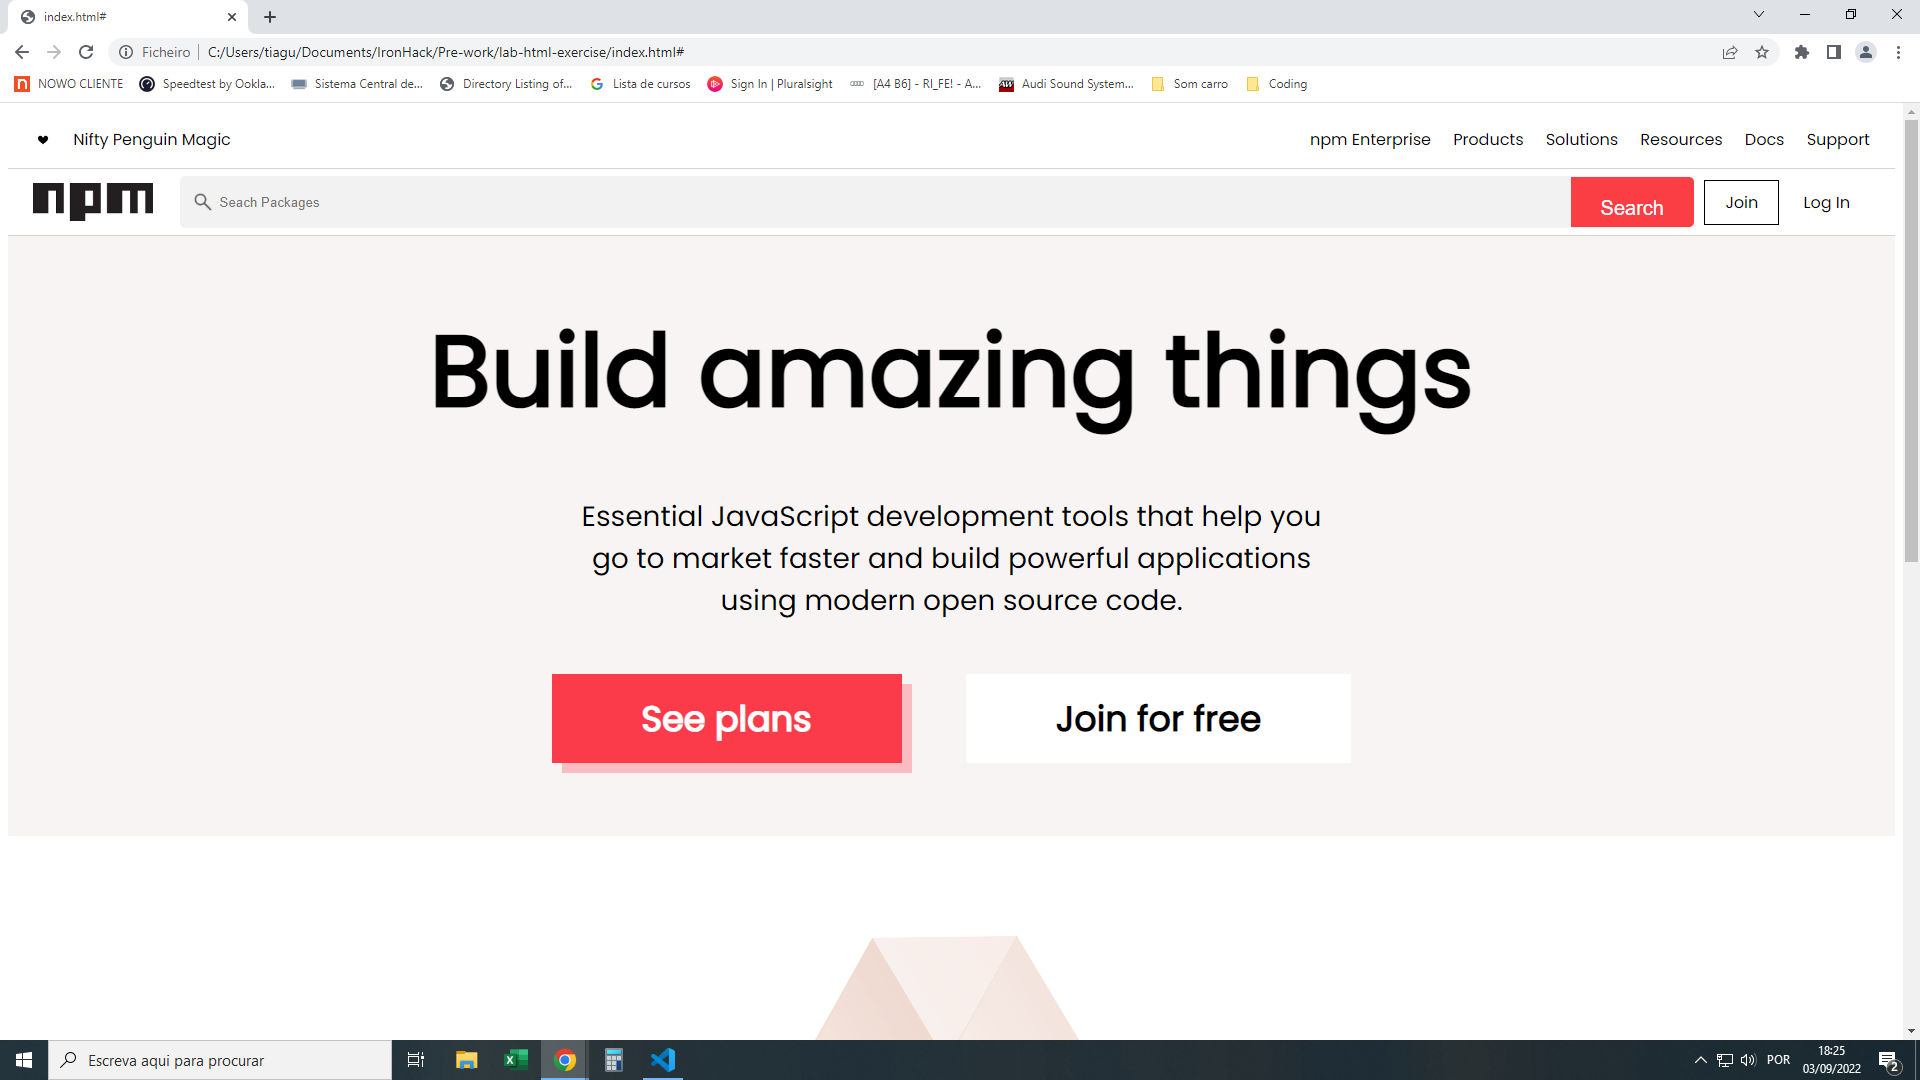 index.html#
Ficheiro
C:/Users/tiagu/Documents/IronHack/Pre-work/lab-html-exercise/index.html#
NOWO CLIENTE
Speedtest by Ookla...
Sistema Central de...
Directory Listing of...
Lista de cursos
Sign In | Pluralsight
[A4 B6] - RI_FE! - A...
Audi Sound System...
Som carro
Coding
Nifty Penguin Magic
npm Enterprise
Products
Solutions
Resources
Docs
Support
npm
Seach Packages
Search
Join
Log In
Build amazing things
Essential JavaScript development tools that help you
go to market faster and build powerful applications
using modern open source code.
See plans
Join for free
Escreva aqui para procurar
POR
18:25
03/09/2022
2